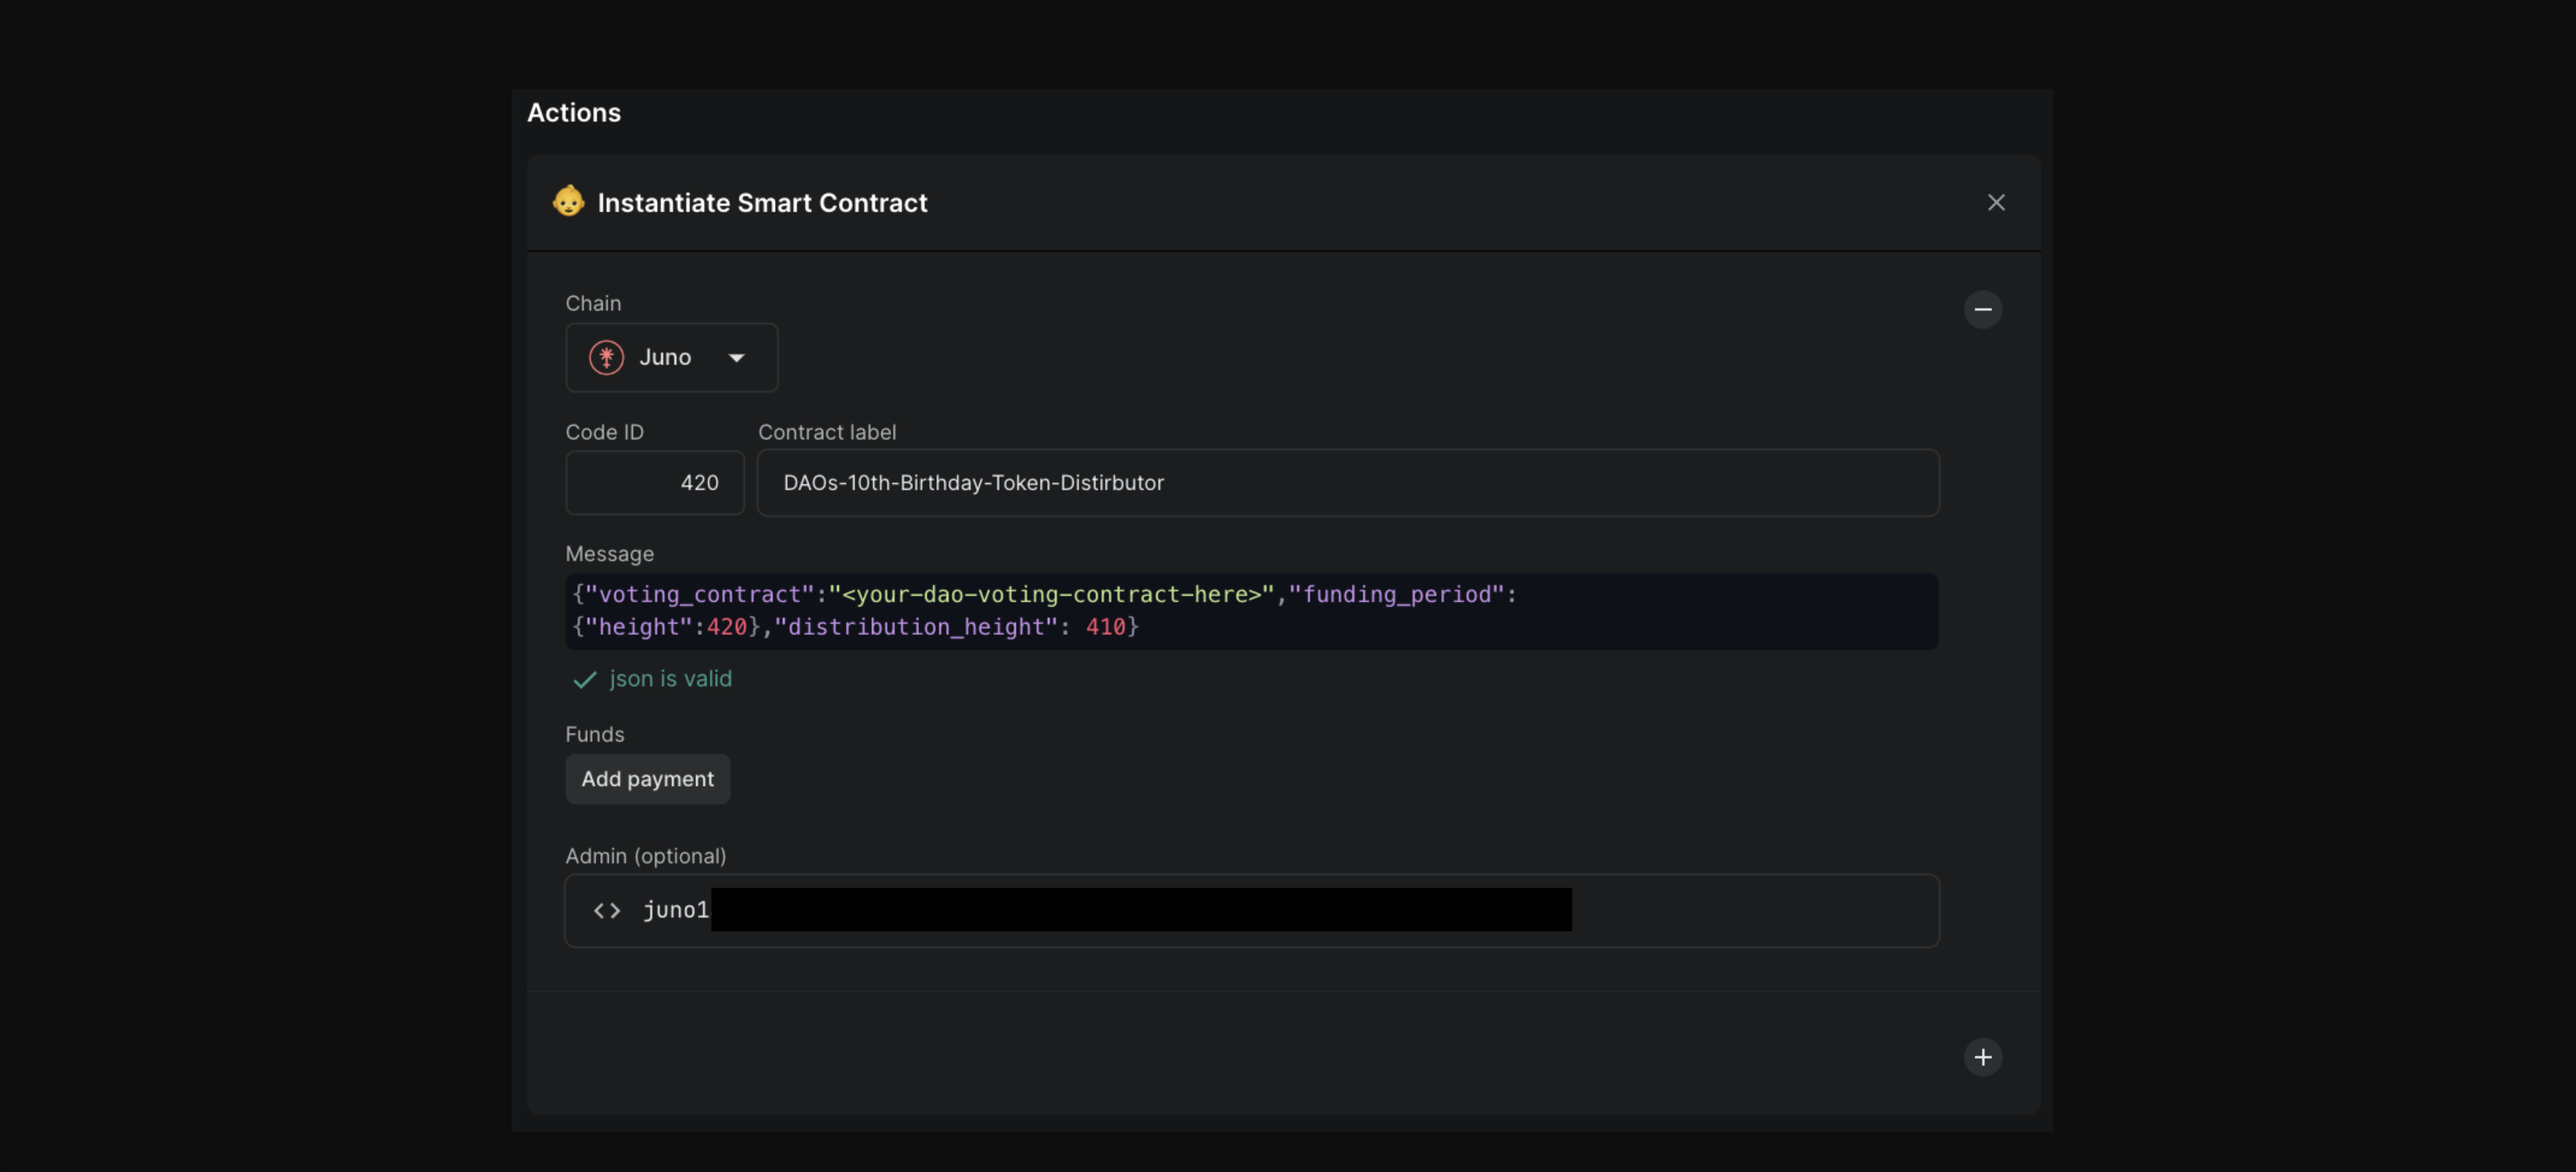 Actions
Instantiate Smart Contract
Chain
Juno
Code ID
Contract label
420
DAOs-10th-Birthday-Token-Distirbutor
Message
{"voting_contract":"<your-dao-voting-contract-here>","funding_period":
{"height":420},"distribution_height": 410}
json is valid
Funds
Add payment
Admin (optional)
juno1